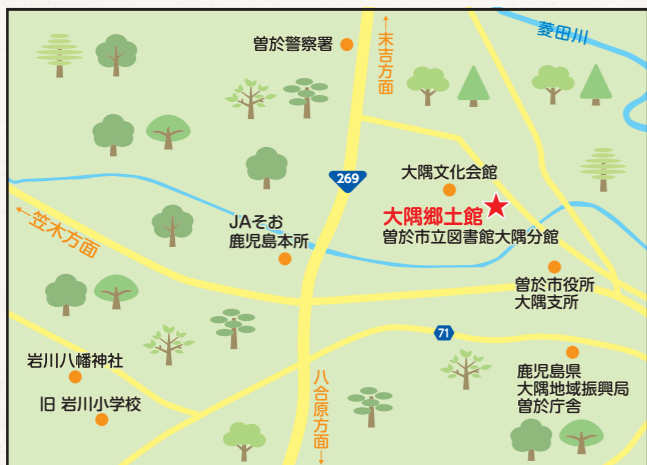 曽於警察署
↑末吉方面
菱田川
269
大隅文化会館
大隅郷土館
曽於市立図書館大隅分館
←笠木方面
JAそお
鹿児島本所
曽於市役所
大隅支所
71
岩川八幡神社
旧 岩川小学校
八合原方面↓
鹿児島県
大隅地域振興局
曽於庁舎